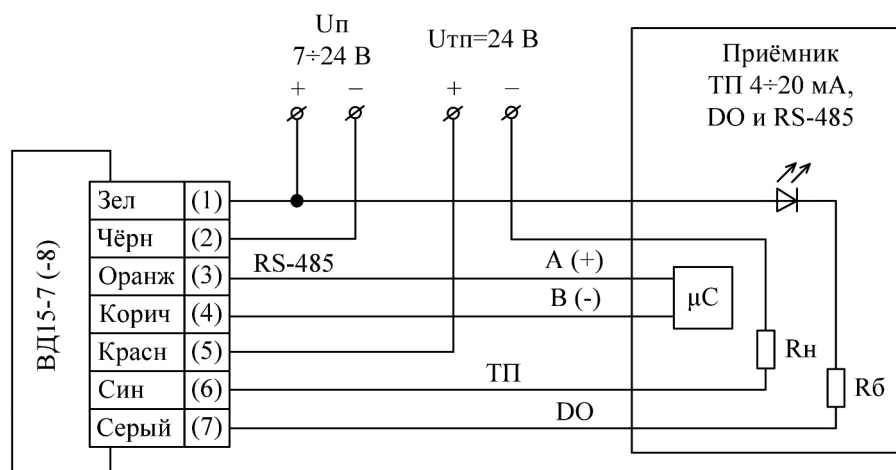 Uп
7÷24 В
+
–
Uтп=24 В
+
–
Приёмник
ТП 4÷20 мА,
DO и RS-485
ВД15-7 (-8)
Зел (1)
Чёрн (2)
Оранж (3)
Корич (4)
Красн (5)
Син (6)
Серый (7)
RS-485
A (+)
B (-)
μC
Rн
ТП
Rб
DO